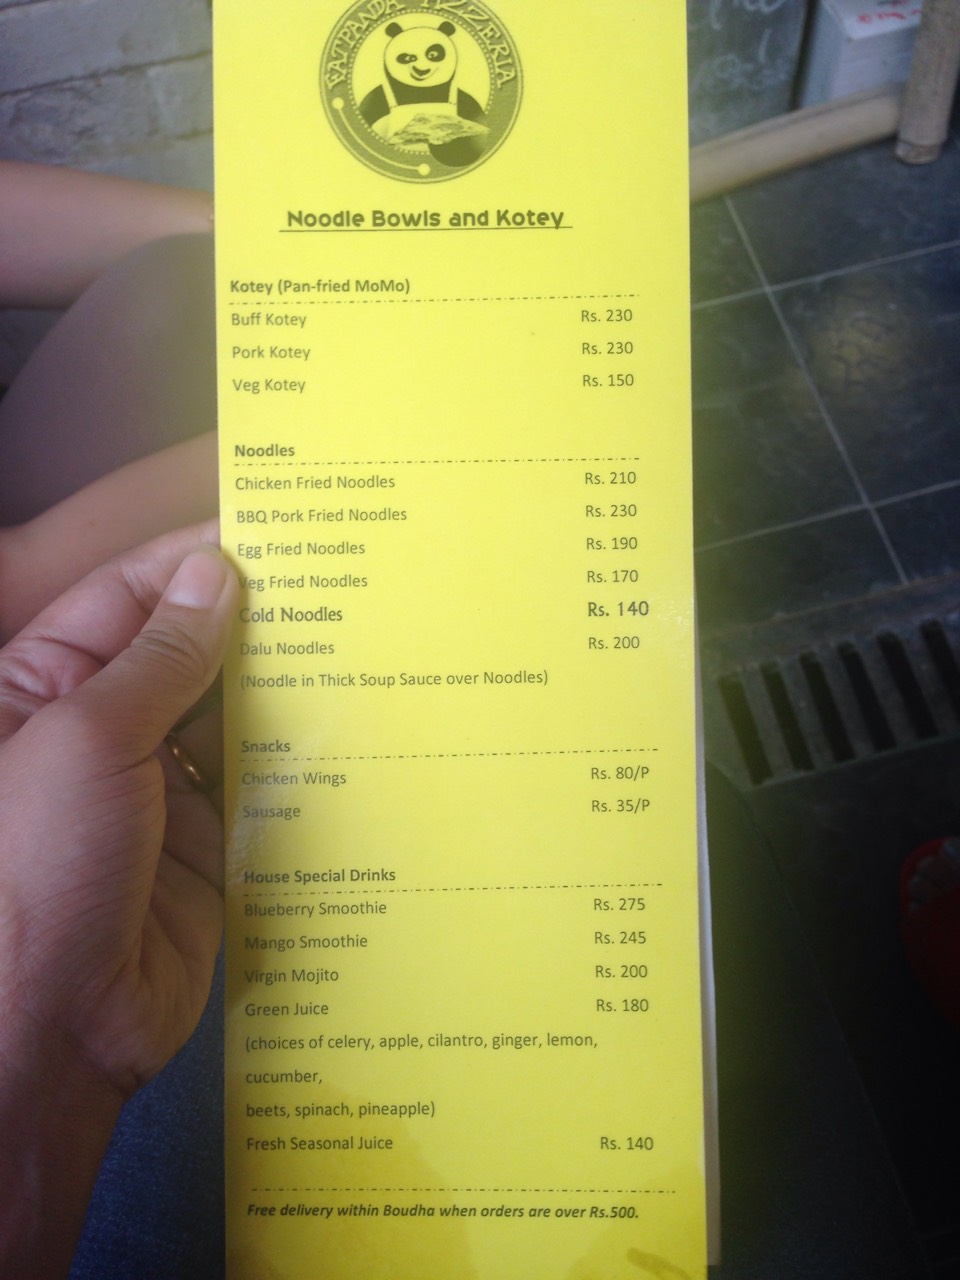 FATPANDA PIZZERIA
Noodle Bowls and Kotey
Kotey (Pan-fried MoMo)
Buff Kotey Rs. 230
Pork Kotey Rs. 230
Veg Kotey Rs. 150
Noodles
Chicken Fried Noodles Rs. 210
BBQ Pork Fried Noodles Rs. 230
Egg Fried Noodles Rs. 190
Veg Fried Noodles Rs. 170
Cold Noodles Rs. 140
Dalu Noodles Rs. 200
(Noodle in Thick Soup Sauce over Noodles)
Snacks
Chicken Wings Rs. 80/P
Sausage Rs. 35/P
House Special Drinks
Blueberry Smoothie Rs. 275
Mango Smoothie Rs. 245
Virgin Mojito Rs. 200
Green Juice Rs. 180
(choices of celery, apple, cilantro, ginger, lemon,
cucumber,
beets, spinach, pineapple)
Fresh Seasonal Juice Rs. 140
Free delivery within Boudha when orders are over Rs.500.